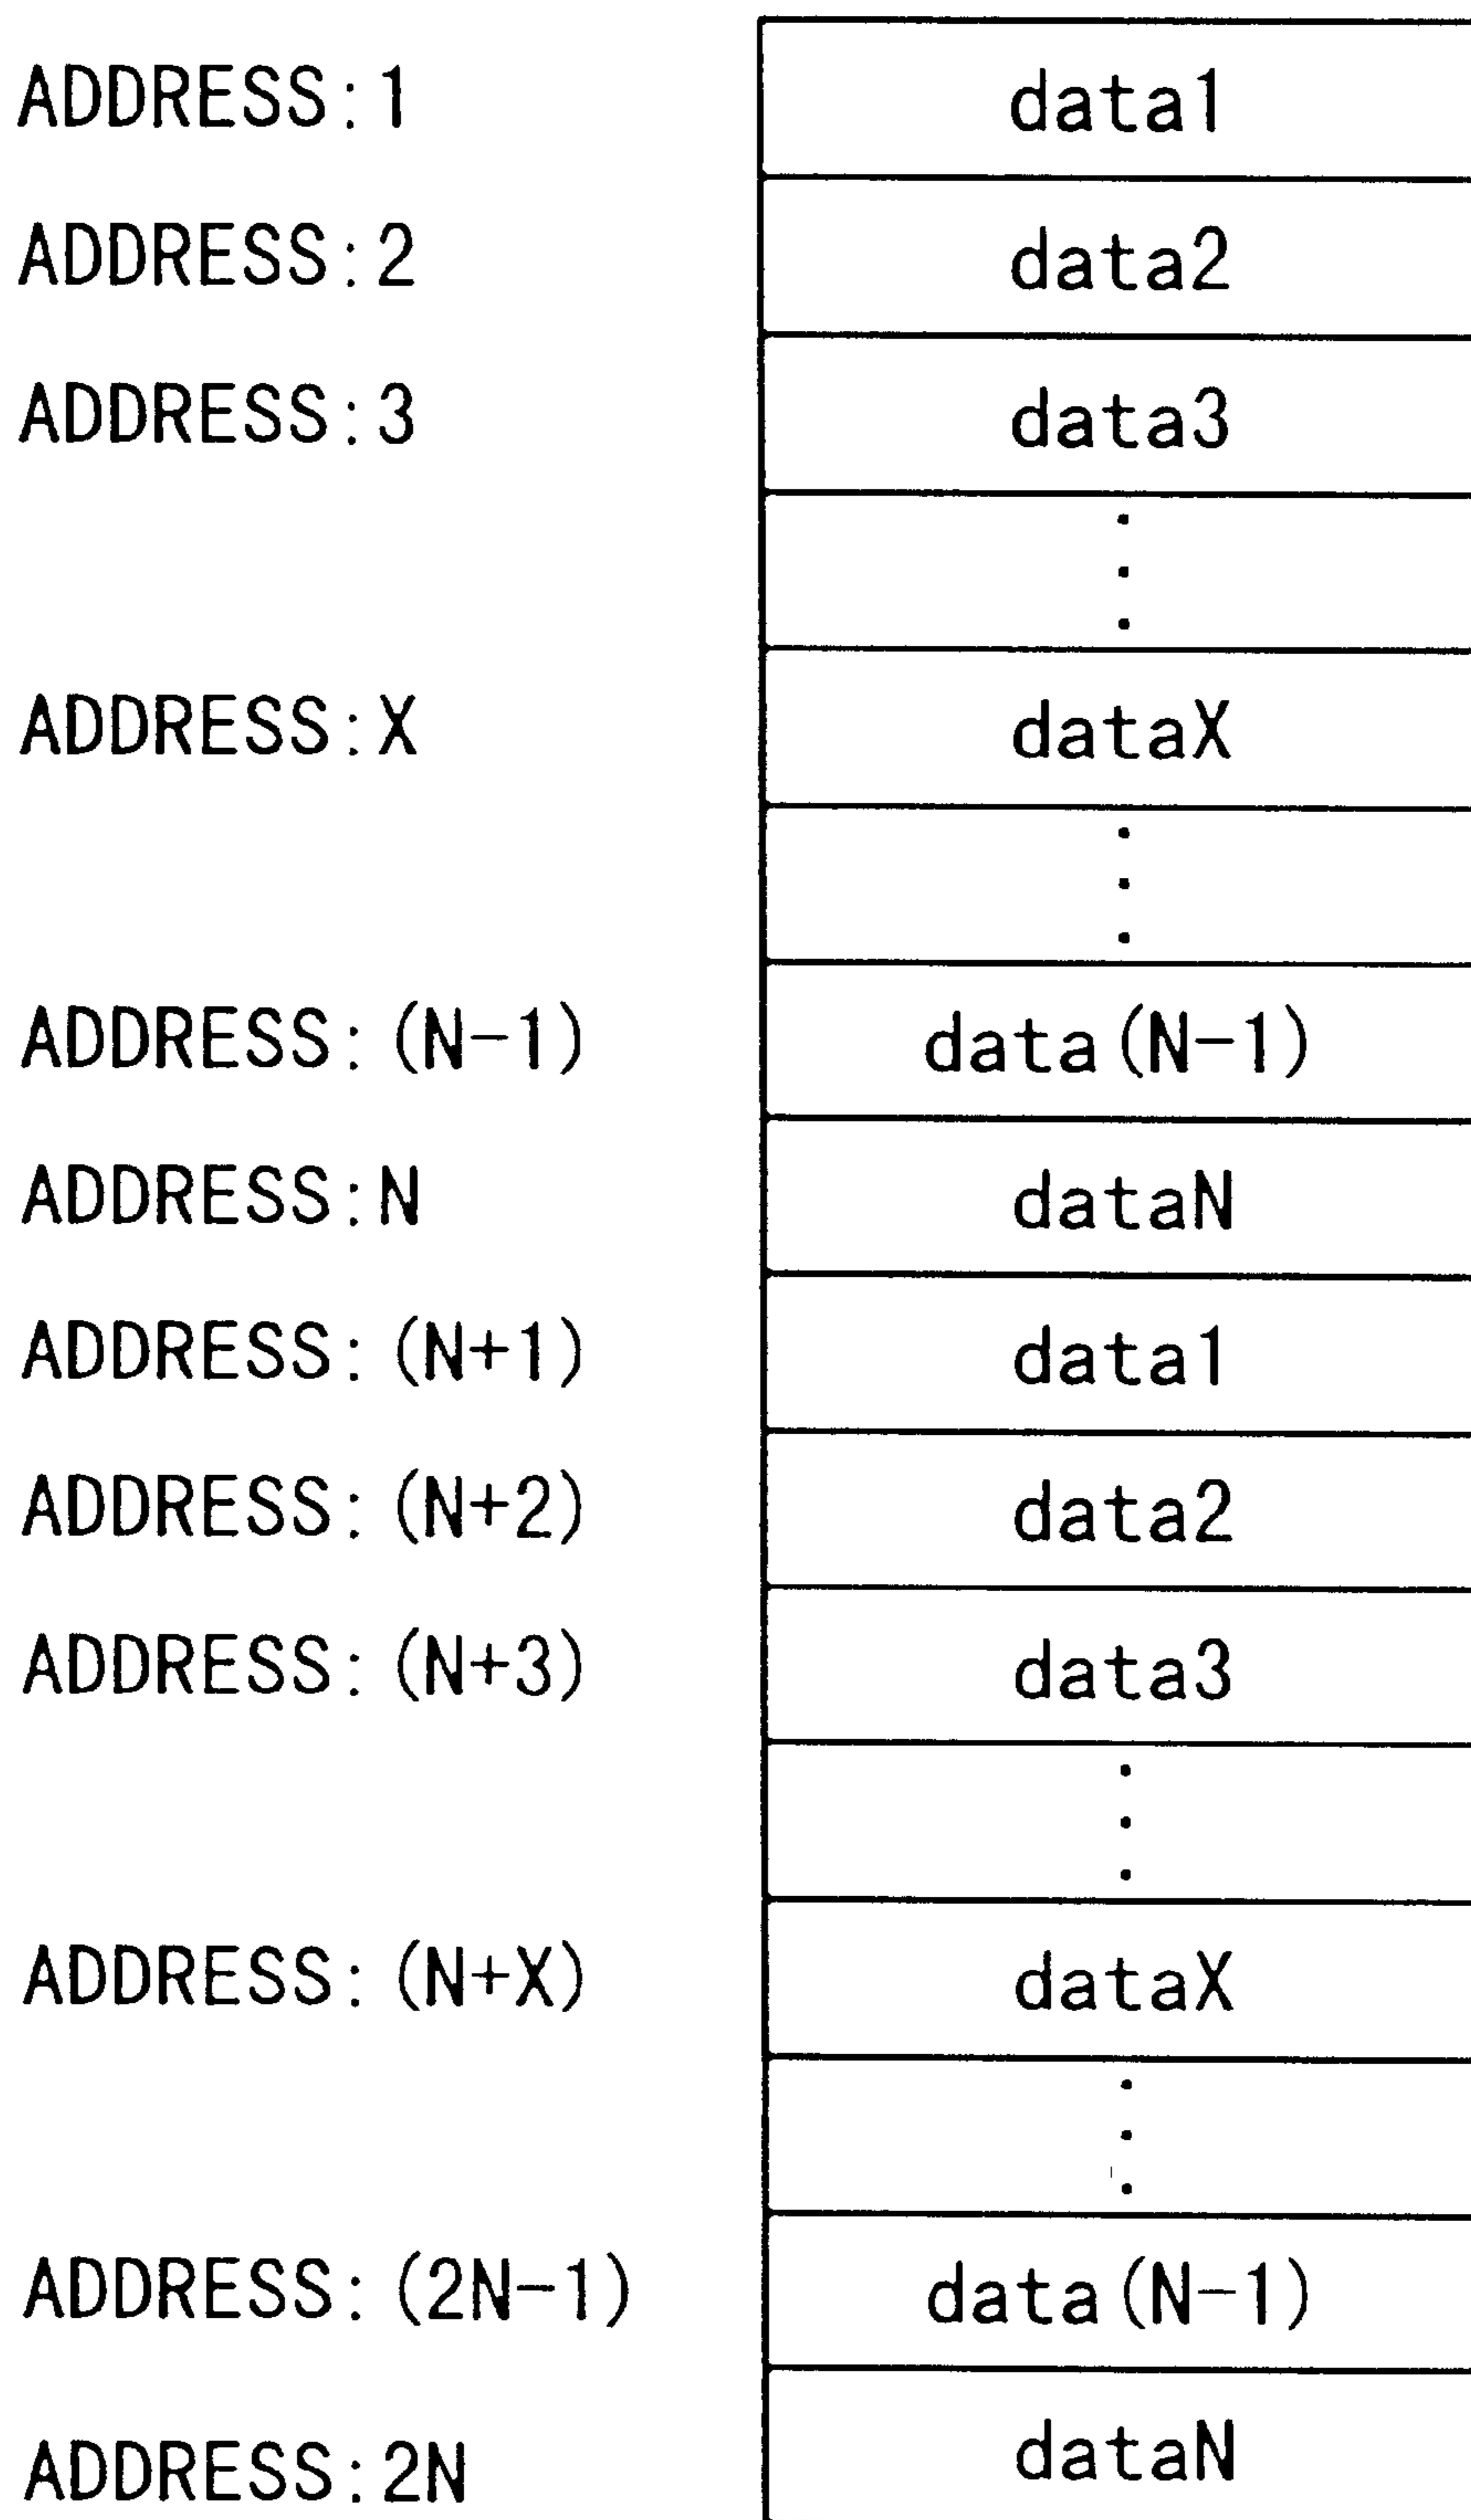 ADDRESS:1 data1
ADDRESS:2 data2
ADDRESS:3 data3
ADDRESS:X dataX
ADDRESS:(N-1) data(N-1)
ADDRESS:N dataN
ADDRESS:(N+1) data1
ADDRESS:(N+2) data2
ADDRESS:(N+3) data3
ADDRESS:(N+X) dataX
ADDRESS:(2N-1) data(N-1)
ADDRESS:2N dataN